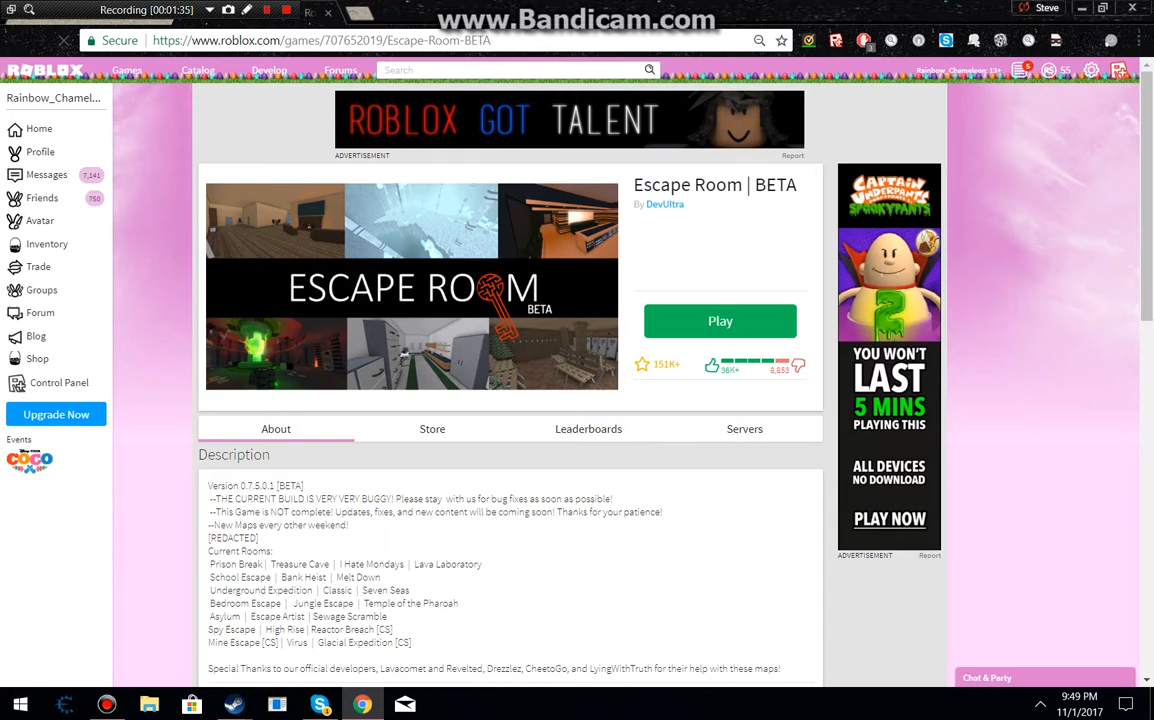 Recording [00:01:35]
www.Bandicam.com
Steve
Secure
https://www.roblox.com/games/707652019/Escape-Room-BETA
3
ROBLOX
Games
Catalog
Develop
Forums
Search
Rainbow_Chameleon: 13+
5
55
Rainbow_Chamel...
Home
Profile
Messages
7,141
Friends
750
Avatar
Inventory
Trade
Groups
Forum
Blog
Shop
Control Panel
Upgrade Now
Events
COCO
ROBLOX GOT TALENT
ADVERTISEMENT
Report
ESCAPE ROOM
BETA
Escape Room | BETA
By DevUltra
Play
151K+
36K+
8,853
About
Store
Leaderboards
Servers
Description
Version 0.7.5.0.1 [BETA]
--THE CURRENT BUILD IS VERY VERY BUGGY! Please stay with us for bug fixes as soon as possible!
--This Game is NOT complete! Updates, fixes, and new content will be coming soon! Thanks for your patience!
--New Maps every other weekend!
[REDACTED]
Current Rooms:
Prison Break | Treasure Cave | I Hate Mondays | Lava Laboratory
School Escape | Bank Heist | Melt Down
Underground Expedition | Classic | Seven Seas
Bedroom Escape | Jungle Escape | Temple of the Pharoah
Asylum | Escape Artist | Sewage Scramble
Spy Escape | High Rise | Reactor Breach [CS]
Mine Escape [CS] | Virus | Glacial Expedition [CS]
Special Thanks to our official developers, Lavacomet and Revelted, Drezzlez, CheetoGo, and LyingWithTruth for their help with these maps!
CAPTAIN
UNDERPANTS
SPOOKYPANTS
YOU WON'T
LAST
5 MINS
PLAYING THIS
ALL DEVICES
NO DOWNLOAD
PLAY NOW
ADVERTISEMENT
Report
Chat & Party
9:49 PM
11/1/2017